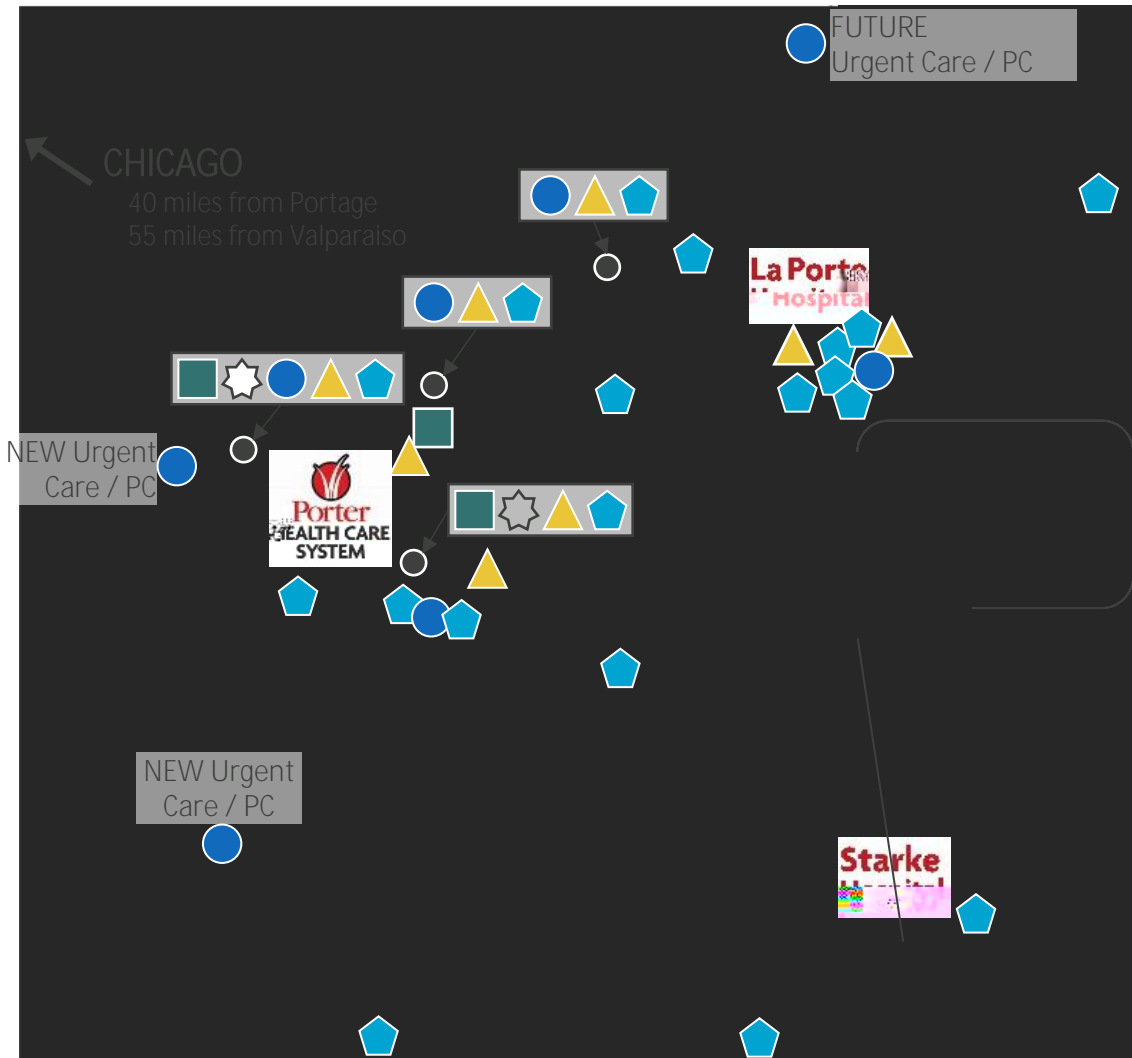 FUTURE
Urgent Care / PC
CHICAGO
40 miles from Portage
55 miles from Valparaiso
La Porte
Hospital
NEW Urgent
Care / PC
Porter
HEALTH CARE
SYSTEM
NEW Urgent
Care / PC
Starke